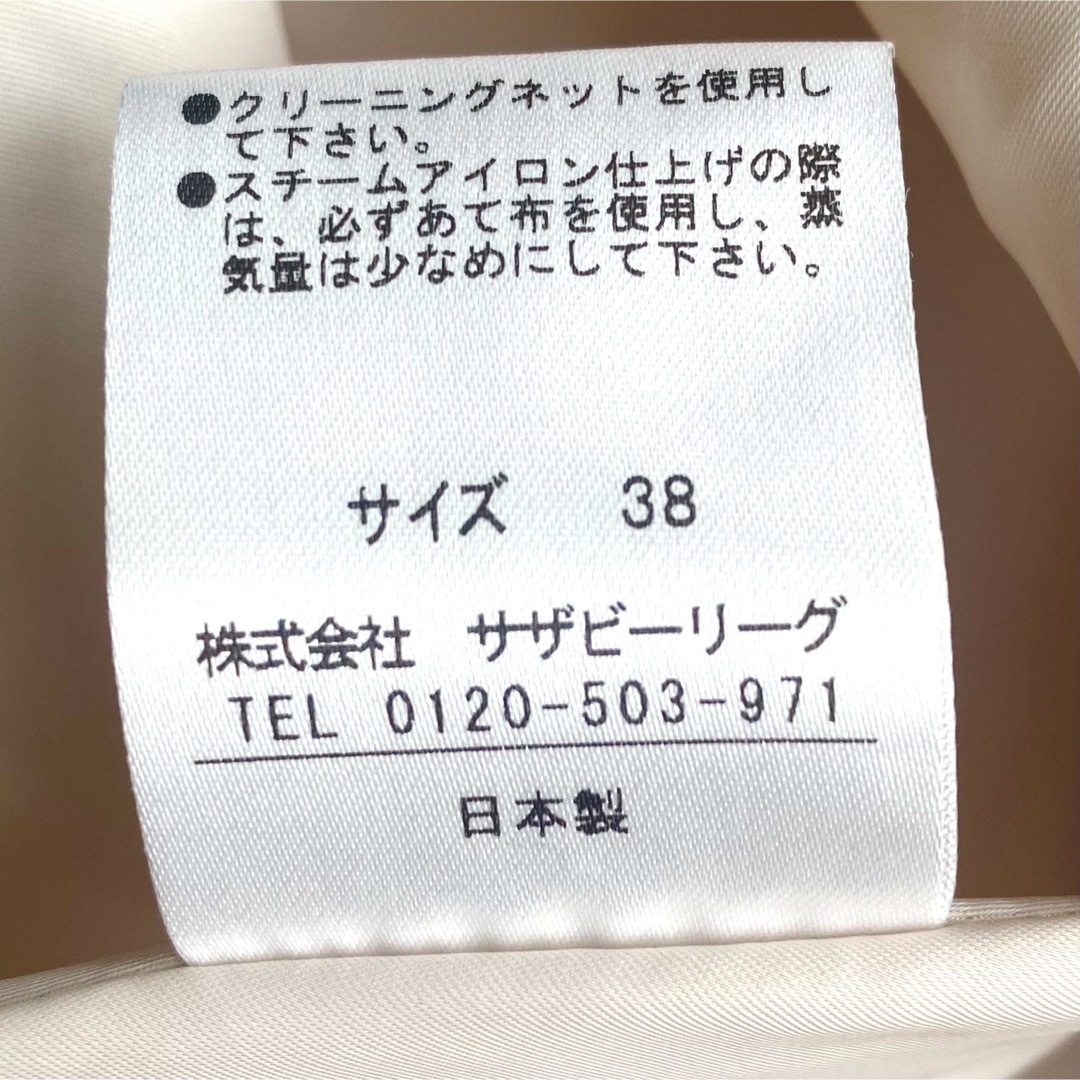 ●クリーニングネットを使用し
て下さい。
●スチームアイロン仕上げの際
は、必ずあて布を使用し、蒸
気量は少なめにして下さい。
サイズ 38
株式会社 サザビーリーグ
TEL 0120-503-971
日本製